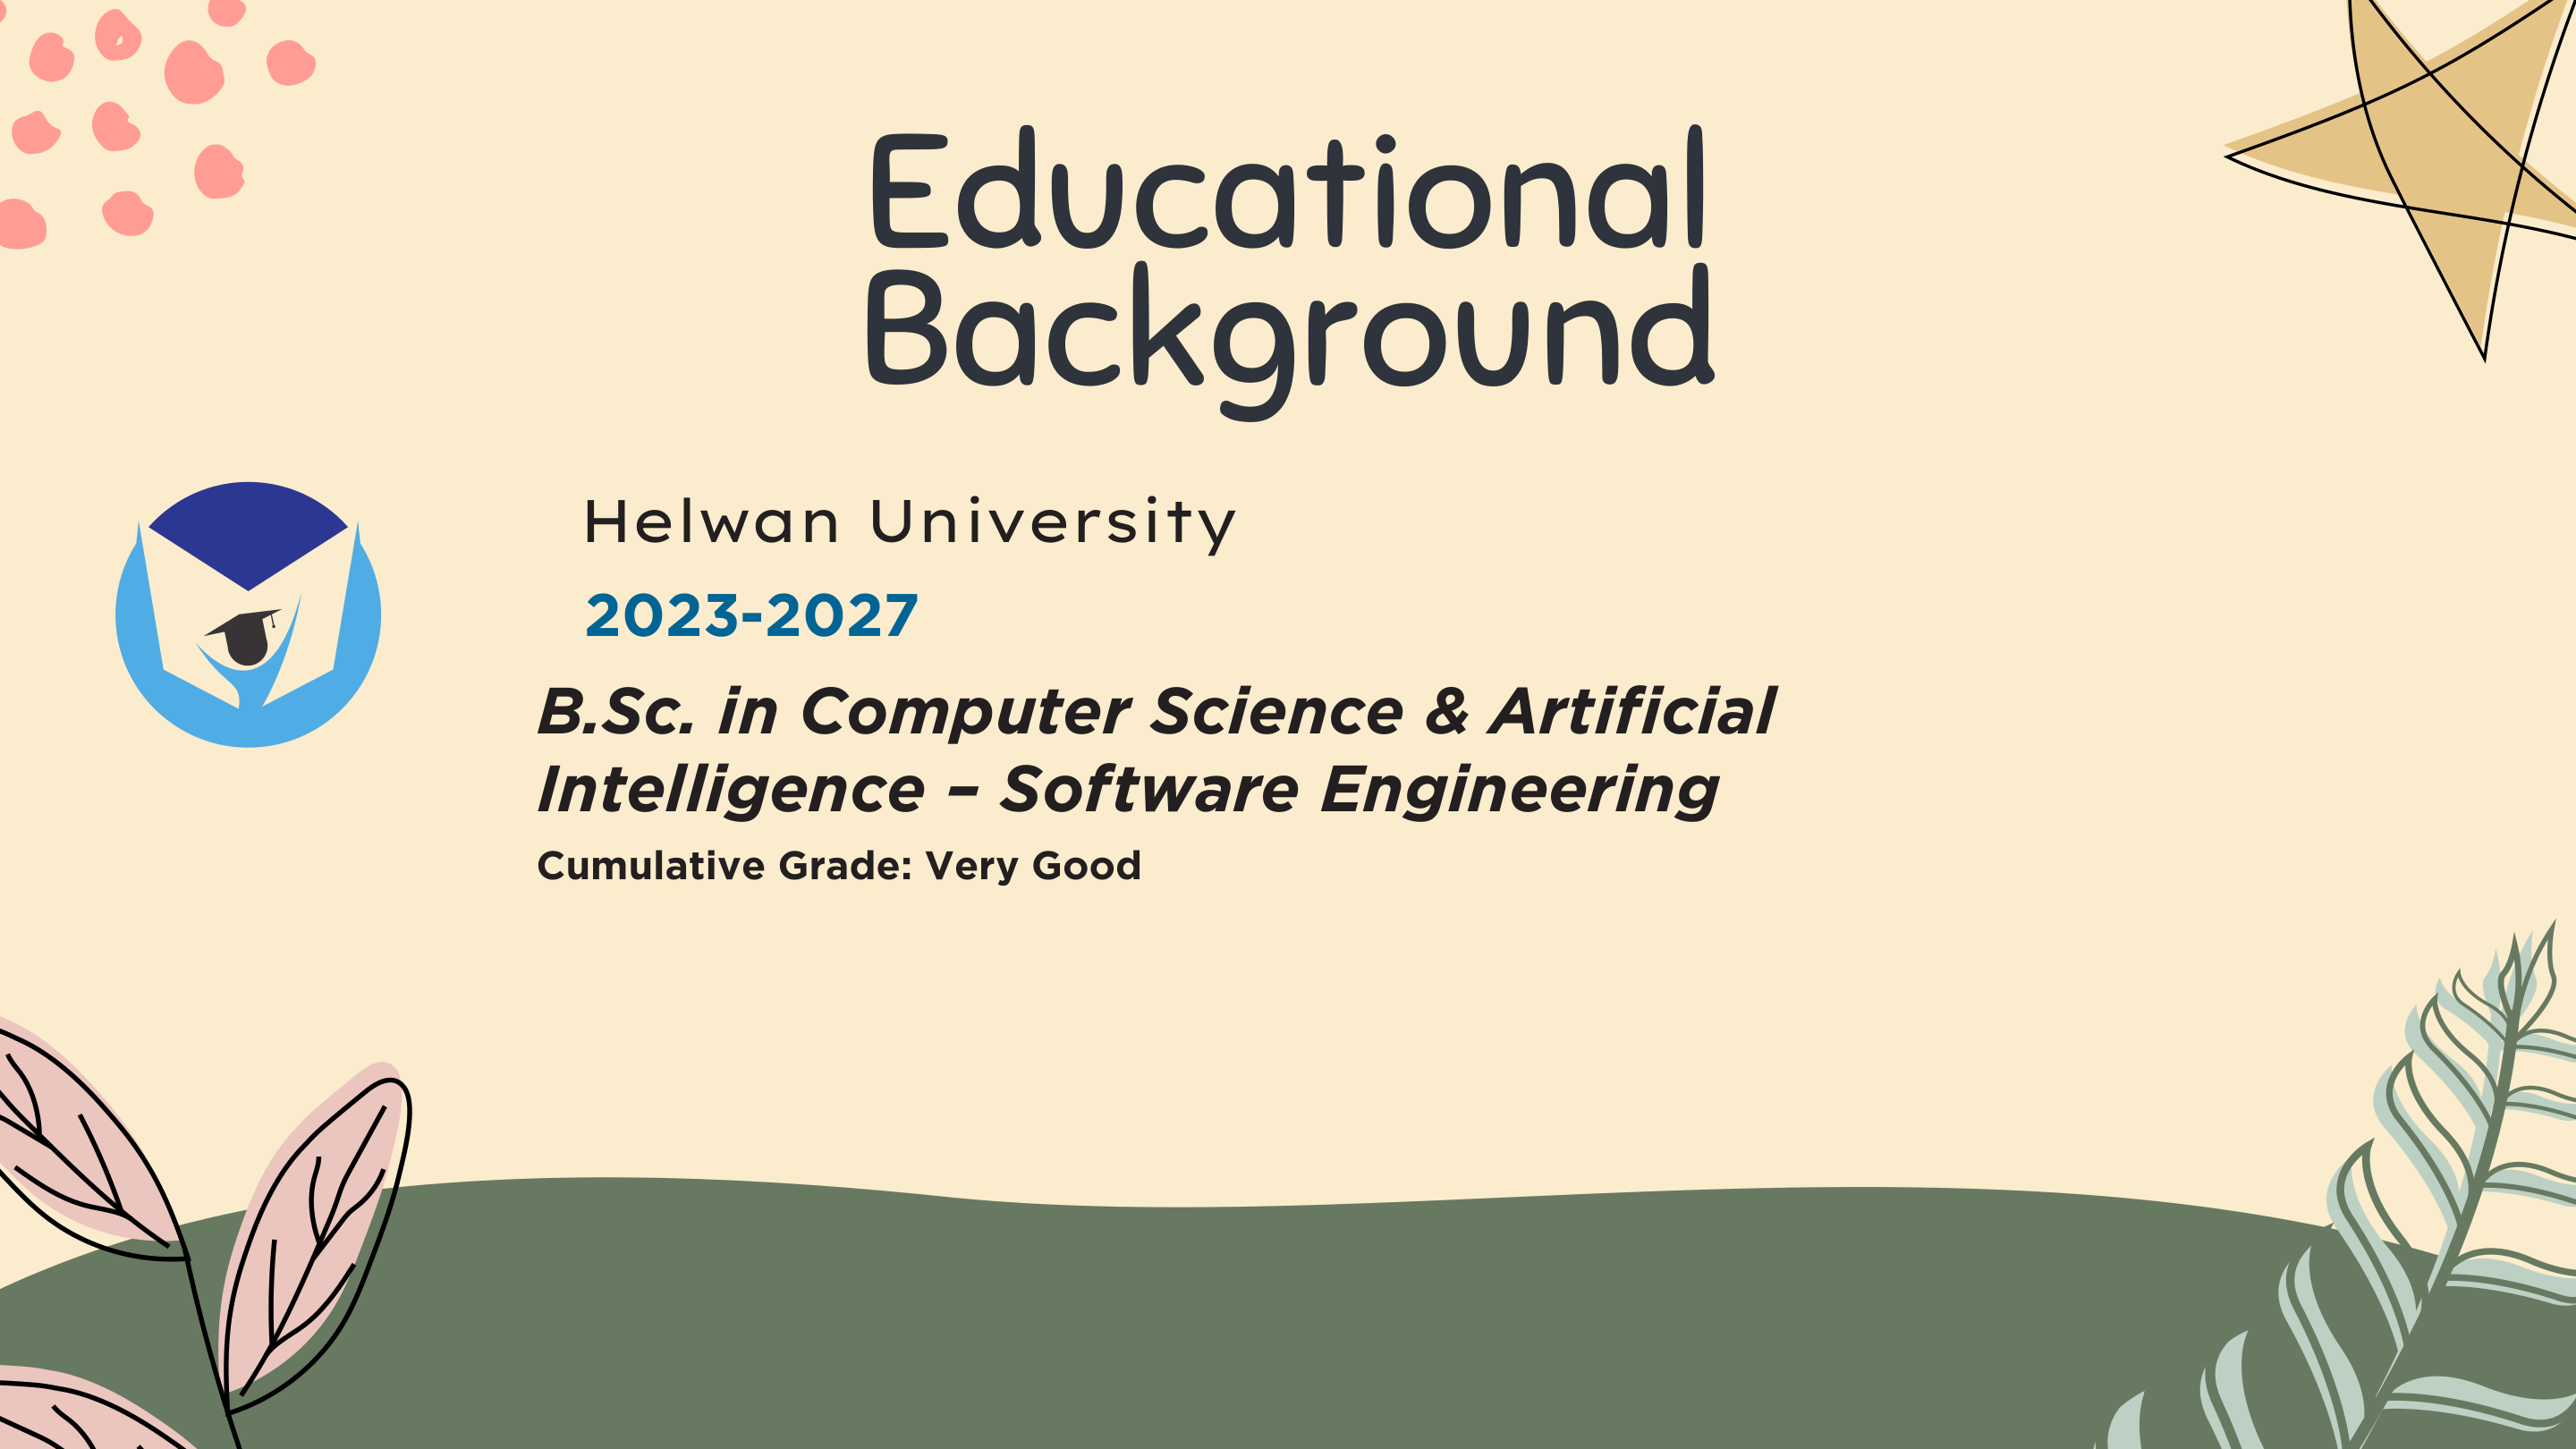 Educational
Background
Helwan University
2023-2027
B.Sc. in Computer Science & Artificial
Intelligence – Software Engineering
Cumulative Grade: Very Good